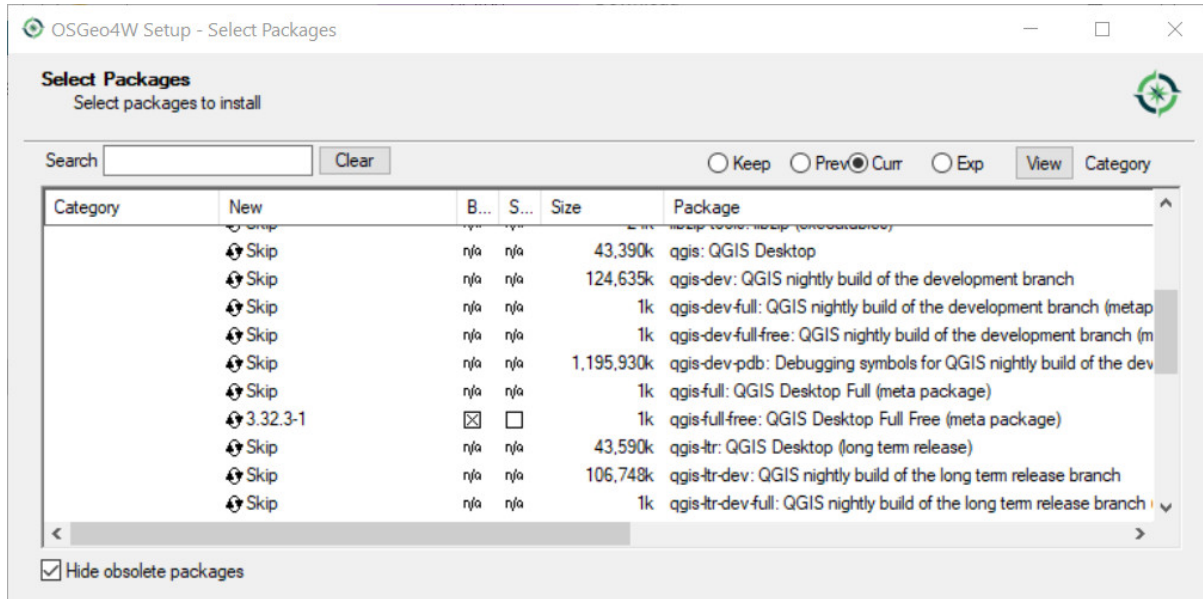 OSGeo4W Setup - Select Packages
Select Packages
Select packages to install
Search Clear Keep Prev Curr Exp View Category
Category New B... S... Size Package
Skip n/a n/a 43,390k qgis: QGIS Desktop
Skip n/a n/a 124,635k qgis-dev: QGIS nightly build of the development branch
Skip n/a n/a 1k qgis-dev-full: QGIS nightly build of the development branch (metap
Skip n/a n/a 1k qgis-dev-full-free: QGIS nightly build of the development branch (m
Skip n/a n/a 1,195,930k qgis-dev-pdb: Debugging symbols for QGIS nightly build of the dev
Skip n/a n/a 1k qgis-full: QGIS Desktop Full (meta package)
3.32.3-1 1k qgis-full-free: QGIS Desktop Full Free (meta package)
Skip n/a n/a 43,590k qgis-ltr: QGIS Desktop (long term release)
Skip n/a n/a 106,748k qgis-ltr-dev: QGIS nightly build of the long term release branch
Skip n/a n/a 1k qgis-ltr-dev-full: QGIS nightly build of the long term release branch
Hide obsolete packages